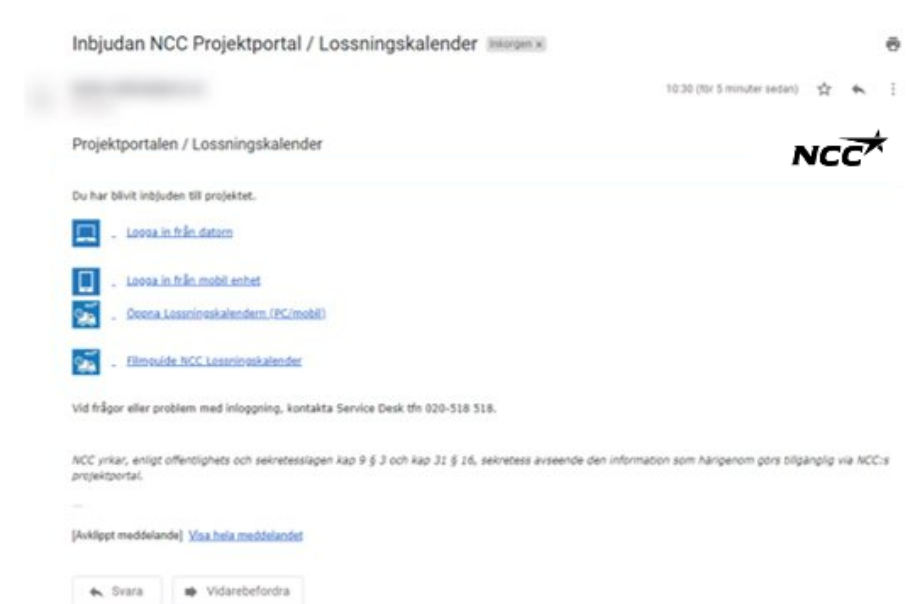 Inbjudan NCC Projektportal / Lossningskalender Inkorgen x
10:30 (för 5 minuter sedan)
Projektportalen / Lossningskalender
NCC
Du har blivit inbjuden till projektet.
Logga in från datorn
Logga in från mobil enhet
Öppna Lossningskalendern (PC/mobil)
Filmguide NCC Lossningskalender
Vid frågor eller problem med inloggning, kontakta Service Desk tfn 020-518 518.
NCC yrkar, enligt offentlighets och sekretesslagen kap 9 § 3 och kap 31 § 16, sekretess avseende den information som härigenom görs tillgänglig via NCC:s
projektportal.
...
[Avklippt meddelande] Visa hela meddelandet
Svara Vidarebefordra